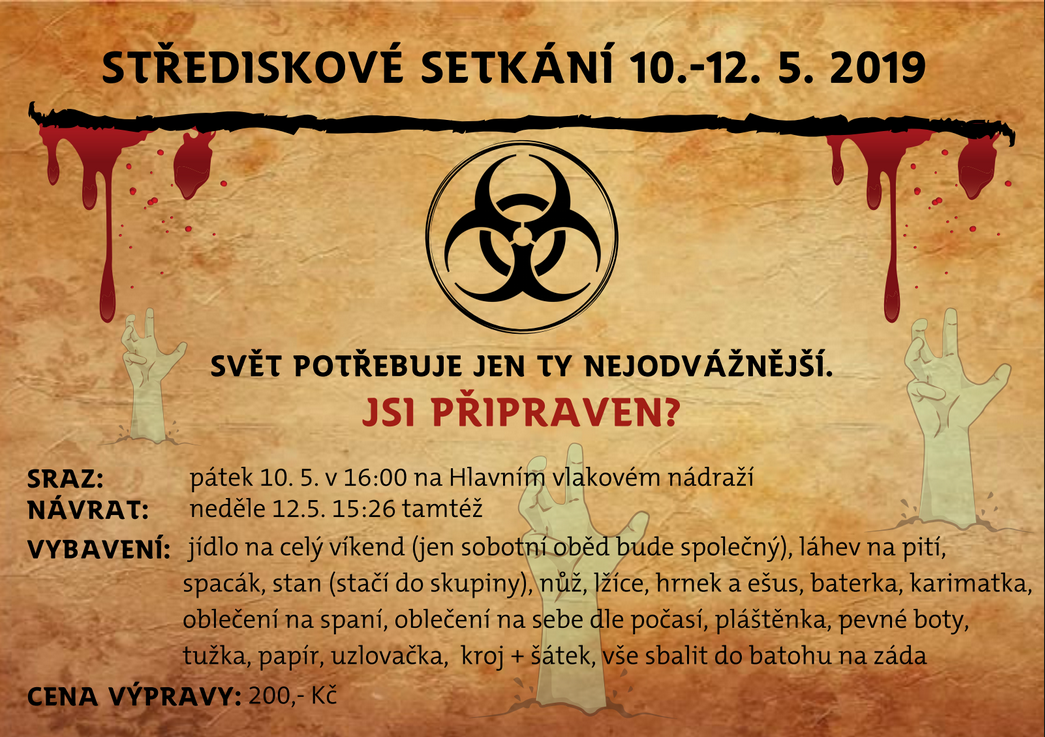 STŘEDISKOVÉ SETKÁNÍ 10.-12. 5. 2019
SVĚT POTŘEBUJE JEN TY NEJODVÁŽNĚJŠÍ.
JSI PŘIPRAVEN?
SRAZ: pátek 10. 5. v 16:00 na Hlavním vlakovém nádraží
NÁVRAT: neděle 12.5. 15:26 tamtéž
VYBAVENÍ: jídlo na celý víkend (jen sobotní oběd bude společný), láhev na pití,
spacák, stan (stačí do skupiny), nůž, lžíce, hrnek a ešus, baterka, karimatka,
oblečení na spaní, oblečení na sebe dle počasí, pláštěnka, pevné boty,
tužka, papír, uzlovačka, kroj + šátek, vše sbalit do batohu na záda
CENA VÝPRAVY: 200,- Kč